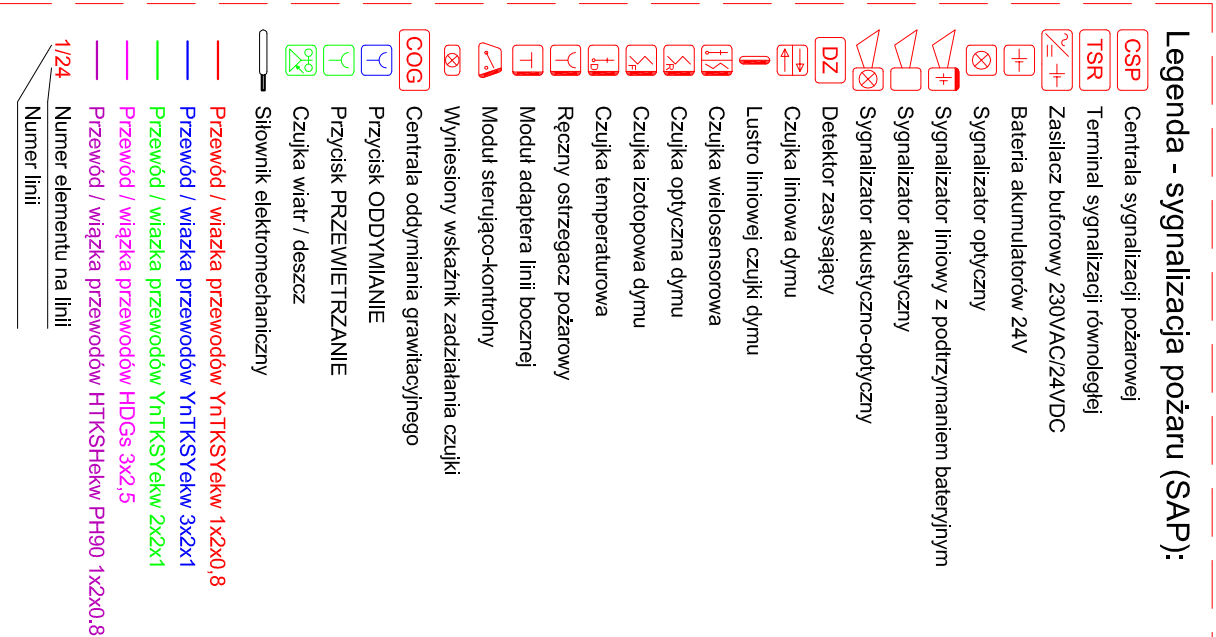 Legenda - sygnalizacja pożaru (SAP):
CSP Centrala sygnalizacji pożarowej
TSR Terminal sygnalizacji równoległej
Zasilacz buforowy 230VAC/24VDC
Bateria akumulatorów 24V
Sygnalizator optyczny
Sygnalizator liniowy z podtrzymaniem bateryjnym
Sygnalizator akustyczny
Sygnalizator akustyczno-optyczny
DZ Detektor zasysający
Czujka liniowa dymu
Lustro liniowej czujki dymu
Czujka wielosensorowa
R Czujka optyczna dymu
F Czujka izotopowa dymu
D Czujka temperaturowa
Ręczny ostrzegacz pożarowy
Moduł adaptera linii bocznej
Moduł sterująco-kontrolny
Wyniesiony wskaźnik zadziałania czujki
COG Centrala oddymiania grawitacyjnego
Przycisk ODDYMIANIE
Przycisk PRZEWIETRZANIE
Czujka wiatr / deszcz
Siłownik elektromechaniczny
Przewód / wiazka przewodów YnTKSYekw 1x2x0,8
Przewód / wiazka przewodów YnTKSYekw 3x2x1
Przewód / wiazka przewodów YnTKSYekw 2x2x1
Przewód / wiązka przewodów HDGs 3x2,5
Przewód / wiązka przewodów HTKSHekw PH90 1x2x0.8
1/24 Numer elementu na linii
Numer linii